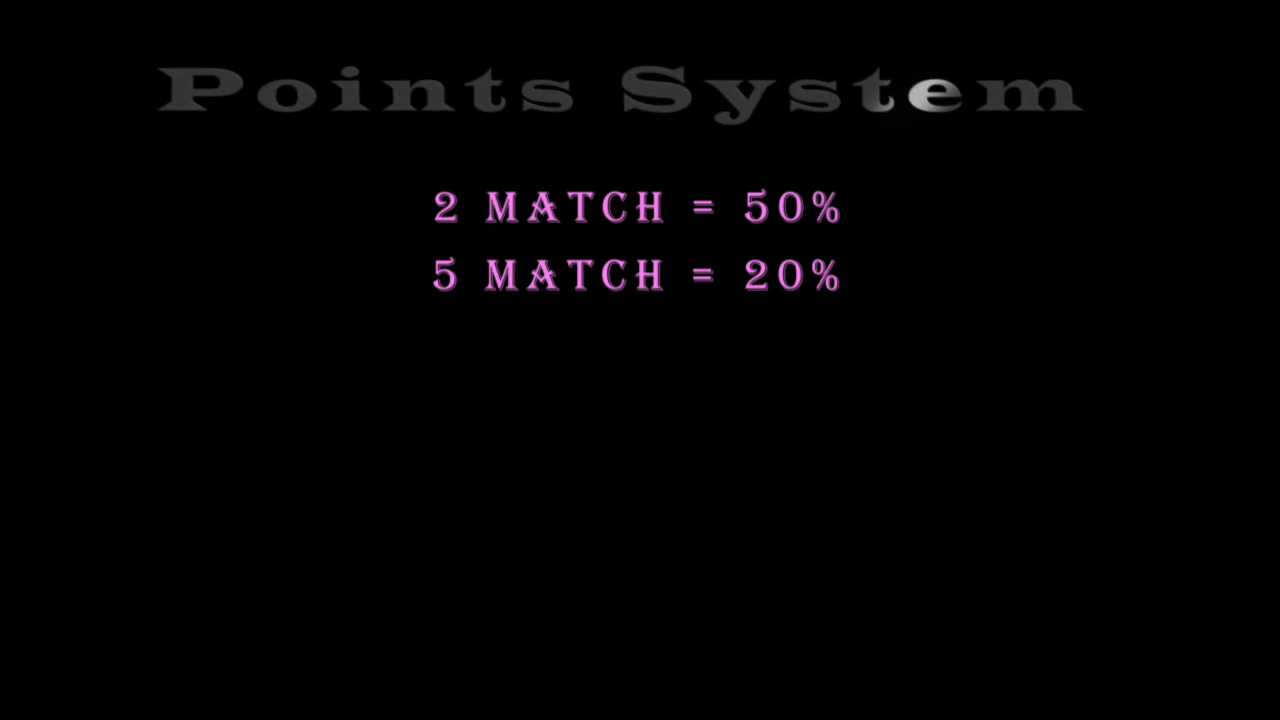 Points System
2 MATCH = 50%
5 MATCH = 20%